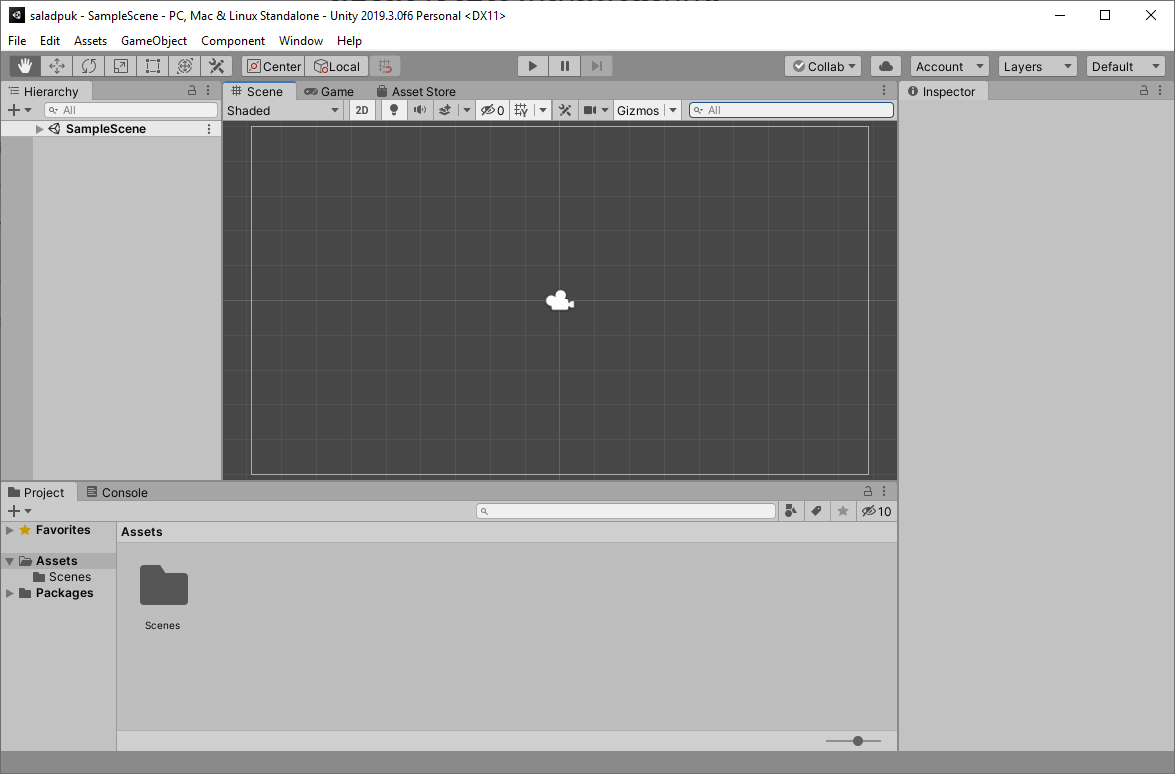 saladpuk - SampleScene - PC, Mac & Linux Standalone - Unity 2019.3.0f6 Personal <DX11>
File Edit Assets GameObject Component Window Help
Center Local Collab Account Layers Default
Hierarchy
All
SampleScene
Scene Game Asset Store
Shaded 2D 0 Gizmos All
Inspector
Project Console
10
Favorites
Assets
Scenes
Packages
Assets
Scenes